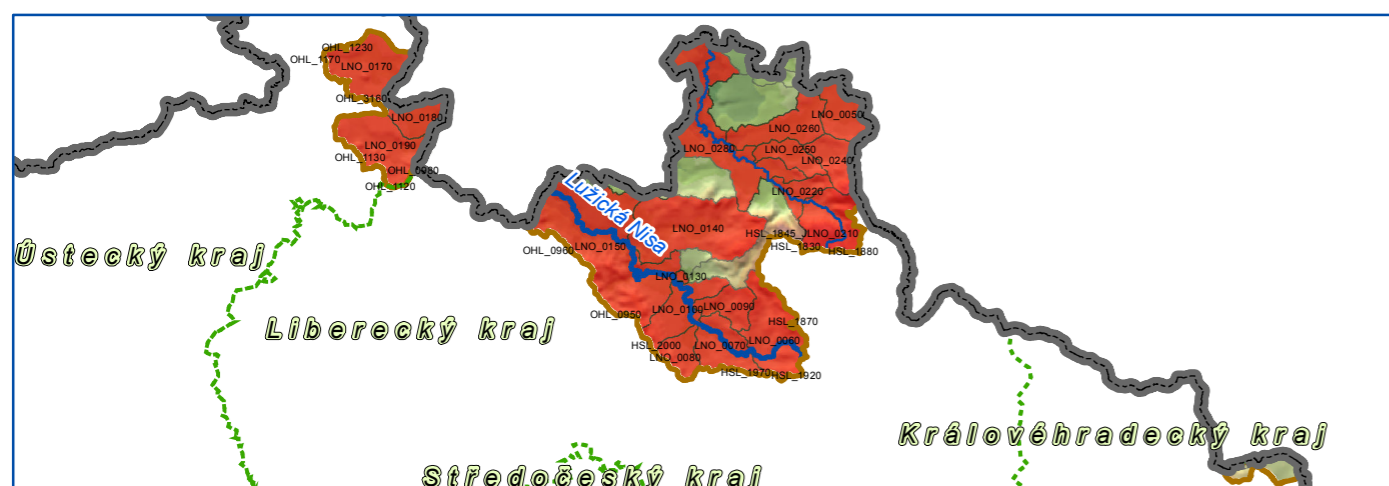 OHL_1230
OHL_1170
LNO_0170
OHL_3180
LNO_0180
LNO_0190
OHL_1130
OHL_0980
OHL_1120
LNO_0050
LNO_0260
LNO_0280
LNO_0250
LNO_0240
LNO_0220
Lužická Nisa
LNO_0140
HSL_1845_J
LNO_0210
HSL_1830
HSL_1880
OHL_0960
LNO_0150
Ústecký kraj
LNO_0130
LNO_0100
LNO_0090
OHL_0950
HSL_1870
Liberecký kraj
HSL_2000
LNO_0070
LNO_0060
LNO_0080
HSL_1970
HSL_1920
Královéhradecký kraj
Středočeský kraj